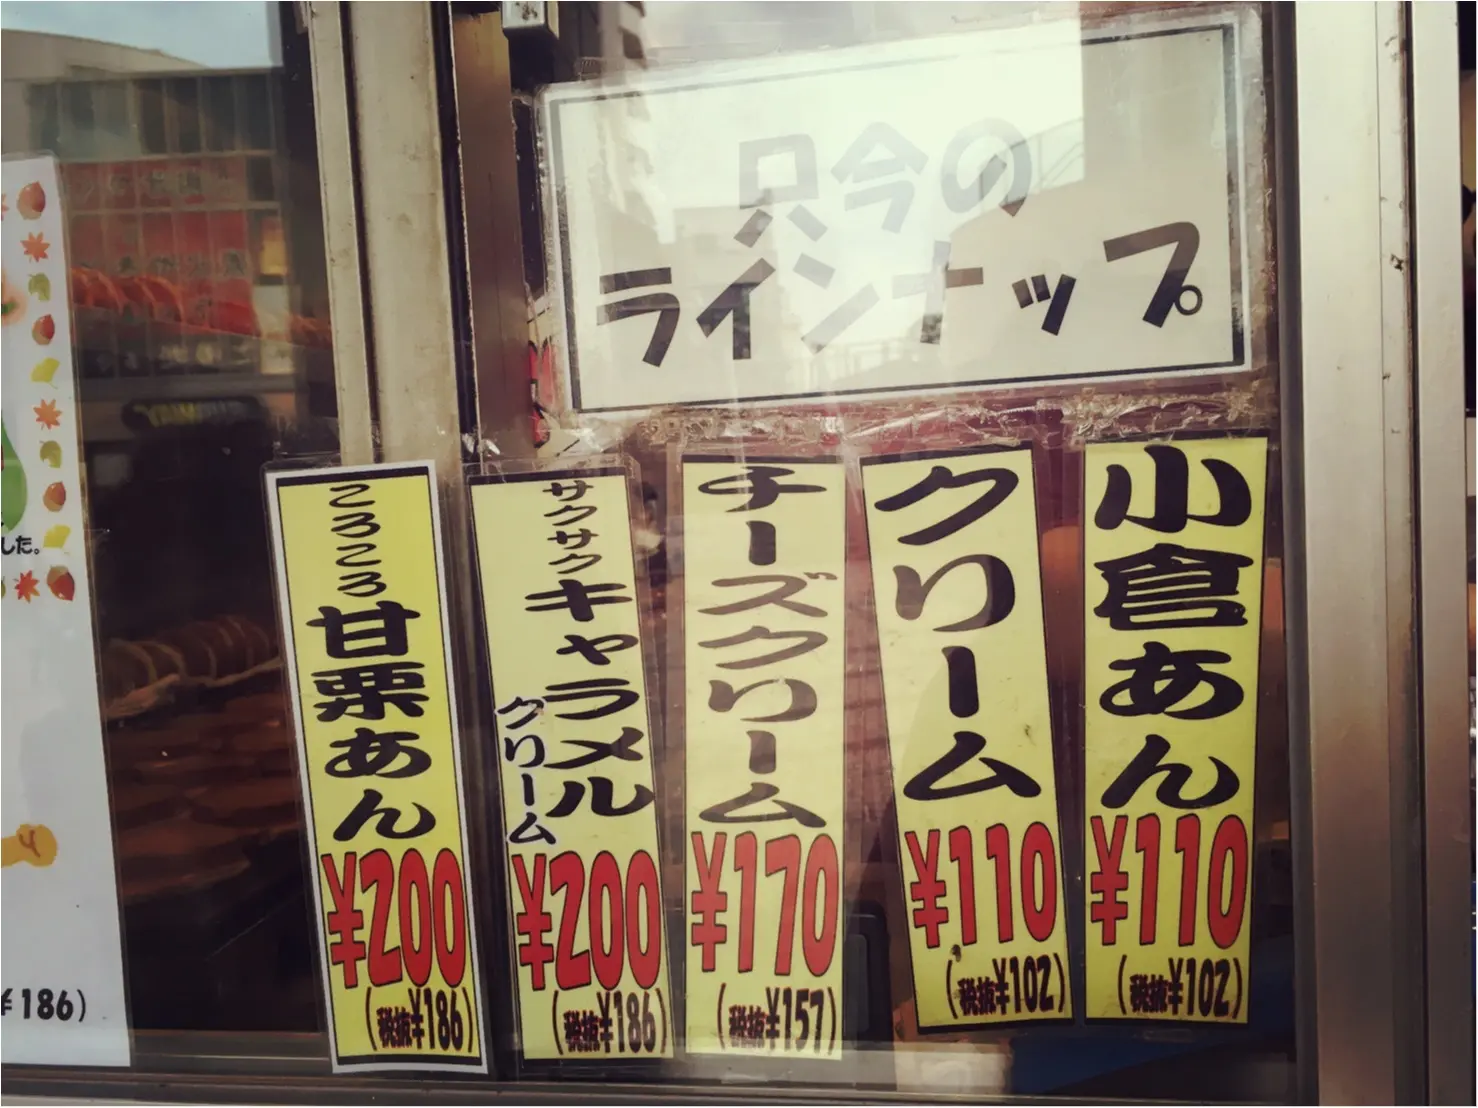 只今の
ラインナップ
小倉あん
¥110
(税抜¥102)
クリーム
¥110
(税抜¥102)
チーズクリーム
¥170
(税抜¥157)
サクサク
キャラメル
クリーム
¥200
(税抜¥186)
ころころ
甘栗あん
¥200
(税抜¥186)
した。
¥186)